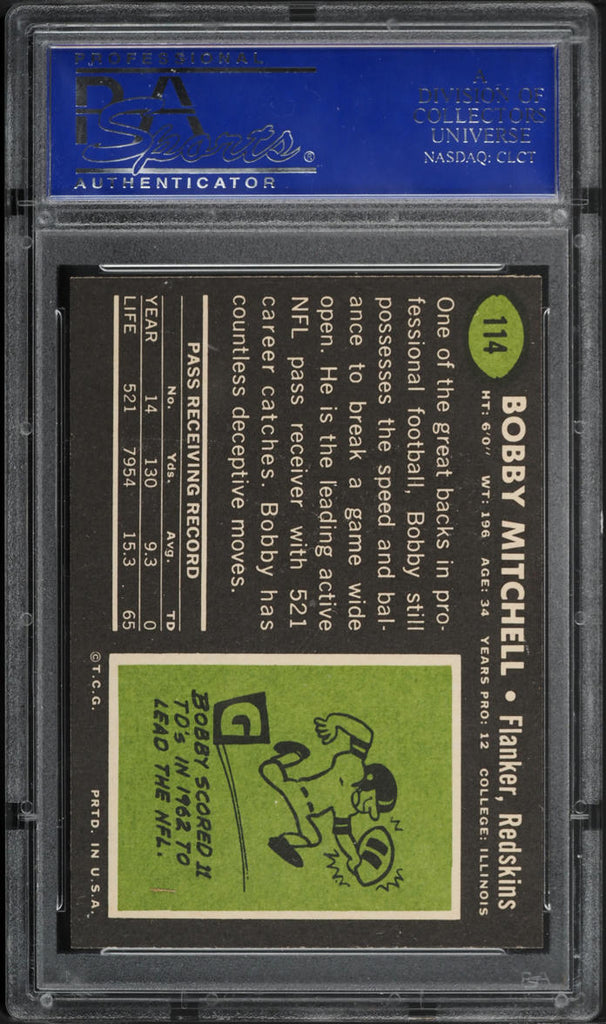 PROFESSIONAL
PSA
Sports®
AUTHENTICATOR
A
DIVISION OF
COLLECTORS
UNIVERSE
NASDAQ: CLCT
114
BOBBY MITCHELL • Flanker, Redskins
HT: 6'0" WT: 196 AGE: 34 YEARS PRO: 12 COLLEGE: ILLINOIS
One of the great backs in pro-
fessional football, Bobby still
possesses the speed and bal-
ance to break a game wide
open. He is the leading active
NFL pass receiver with 521
career catches. Bobby has
countless deceptive moves.
PASS RECEIVING RECORD
No. Yds. Avg. TD
YEAR 14 130 9.3 0
LIFE 521 7954 15.3 65
G
BOBBY SCORED 11
TD'S IN 1962 TO
LEAD THE NFL.
©T.C.G. PRTD. IN U.S.A.
PSA